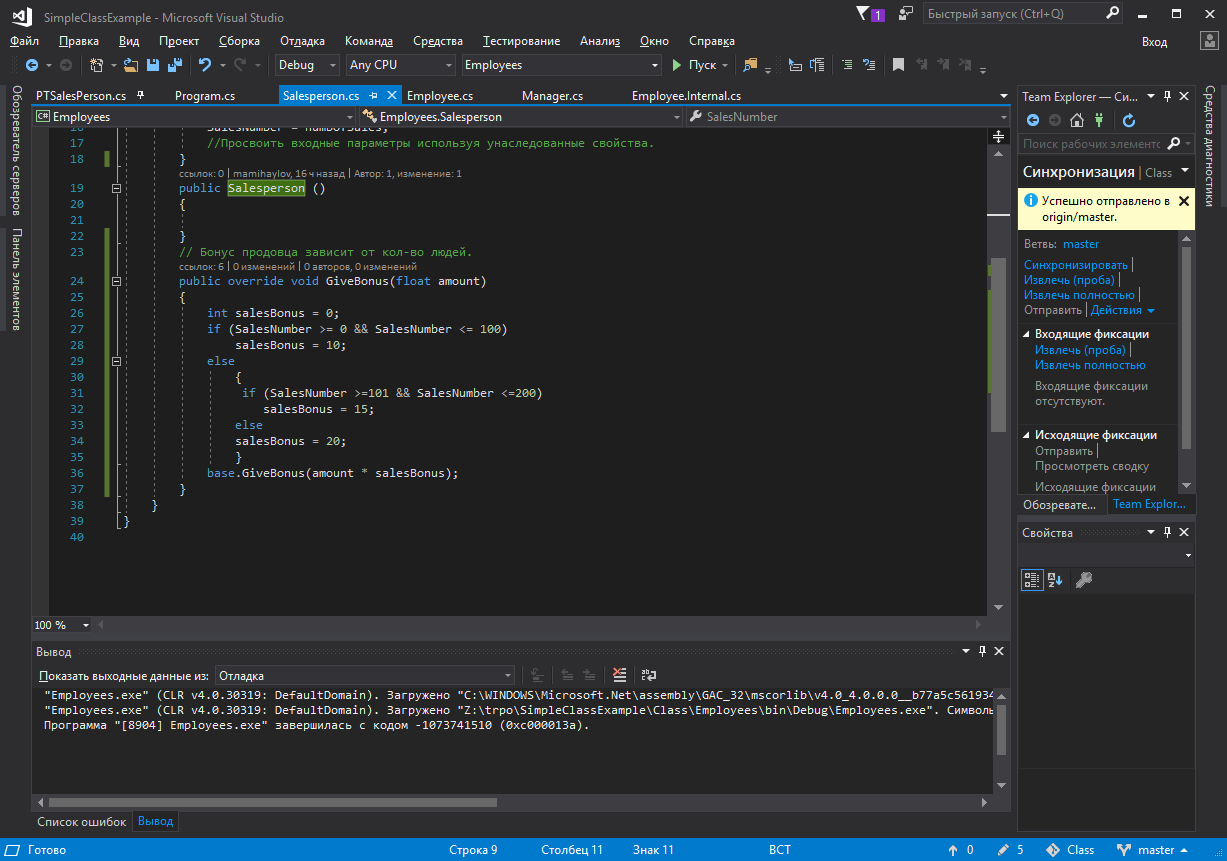 SimpleClassExample - Microsoft Visual Studio
1
Быстрый запуск (Ctrl+Q)
Файл Правка Вид Проект Сборка Отладка Команда Средства Тестирование Анализ Окно Справка
Вход
Debug Any CPU Employees Пуск
Обозреватель серверов
Панель элементов
PTSalesPerson.cs Program.cs Salesperson.cs Employee.cs Manager.cs Employee.Internal.cs
C# Employees Employees.Salesperson SalesNumber
16 SalesNumber = numbOfSales;
17 //Просвоить входные параметры используя унаследованные свойства.
18 }
ссылок: 0 | mamihaylov, 16 ч назад | Автор: 1, изменение: 1
19 public Salesperson ()
20 {
21
22 }
23 // Бонус продовца зависит от кол-во людей.
ссылок: 6 | 0 изменений | 0 авторов, 0 изменений
24 public override void GiveBonus(float amount)
25 {
26 int salesBonus = 0;
27 if (SalesNumber >= 0 && SalesNumber <= 100)
28 salesBonus = 10;
29 else
30 {
31 if (SalesNumber >=101 && SalesNumber <=200)
32 salesBonus = 15;
33 else
34 salesBonus = 20;
35 }
36 base.GiveBonus(amount * salesBonus);
37 }
38 }
39 }
40
100 %
Вывод
Показать выходные данные из: Отладка
"Employees.exe" (CLR v4.0.30319: DefaultDomain). Загружено "C:\WINDOWS\Microsoft.Net\assembly\GAC_32\mscorlib\v4.0_4.0.0.0__b77a5c561934
"Employees.exe" (CLR v4.0.30319: DefaultDomain). Загружено "Z:\trpo\SimpleClassExample\Class\Employees\bin\Debug\Employees.exe". Символы
Программа "[8904] Employees.exe" завершилась с кодом -1073741510 (0xc000013a).
Список ошибок Вывод
Team Explorer — Си...
Поиск рабочих элементс
Синхронизация | Class
Успешно отправлено в
origin/master.
Ветвь: master
Синхронизировать |
Извлечь (проба) |
Извлечь полностью |
Отправить | Действия
Входящие фиксации
Извлечь (проба) |
Извлечь полностью
Входящие фиксации
отсутствуют.
Исходящие фиксации
Отправить |
Просмотреть сводку
Исходящие фиксации
Обозревате... Team Explor...
Свойства
Средства диагностики
Готово Строка 9 Столбец 11 Знак 11 ВСТ 0 5 Class master